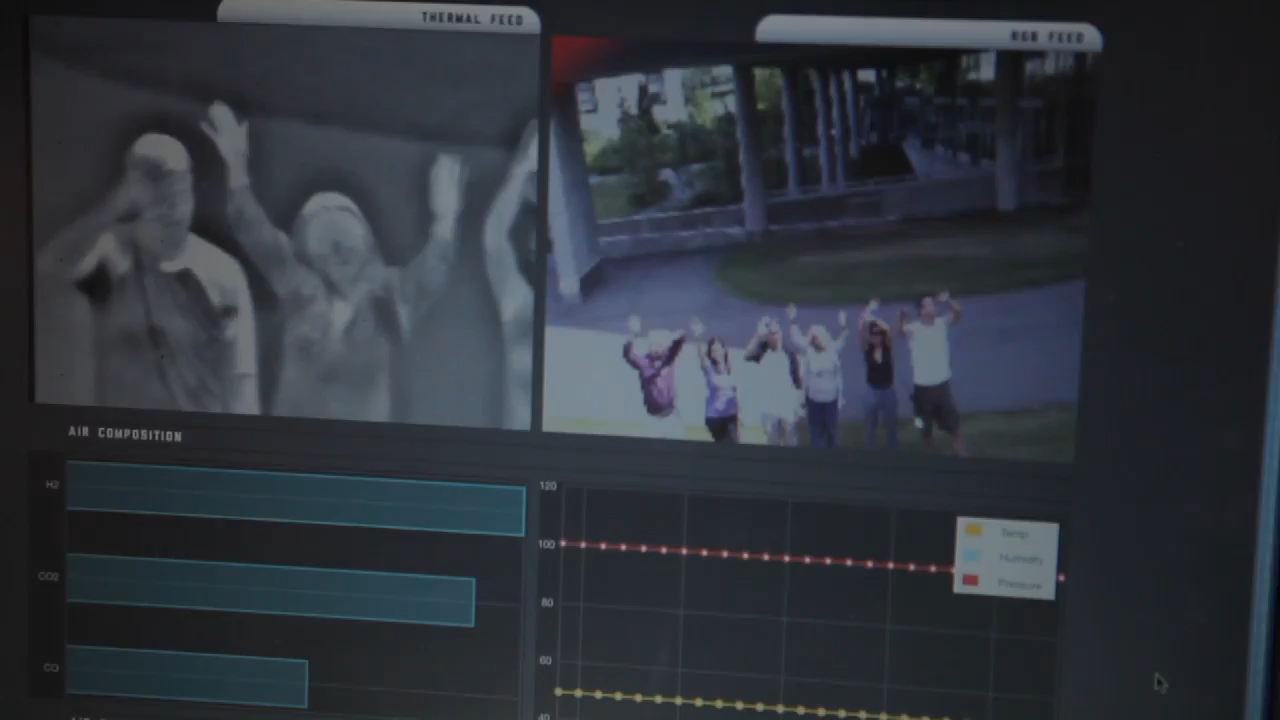 THERMAL FEED
RGB FEED
AIR COMPOSITION
H2
CO2
CO
120
100
80
60
40
Temp
Humidity
Pressure